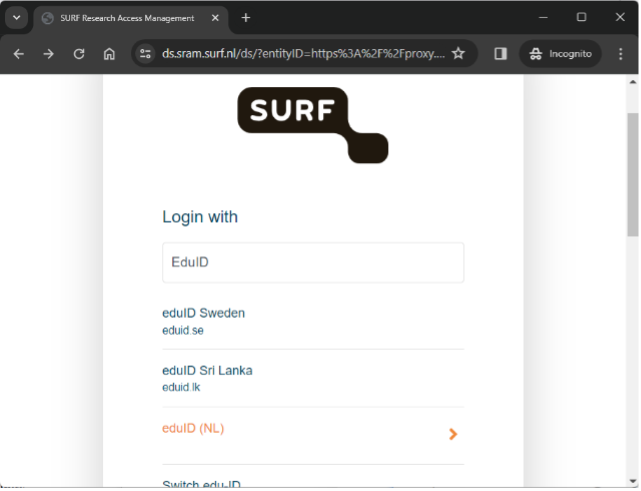 SURF Research Access Management
ds.sram.surf.nl/ds/?entityID=https%3A%2F%2Fproxy....
Incognito
SURF
Login with
EduID
eduID Sweden
eduid.se
eduID Sri Lanka
eduid.lk
eduID (NL)
Switch edu-ID